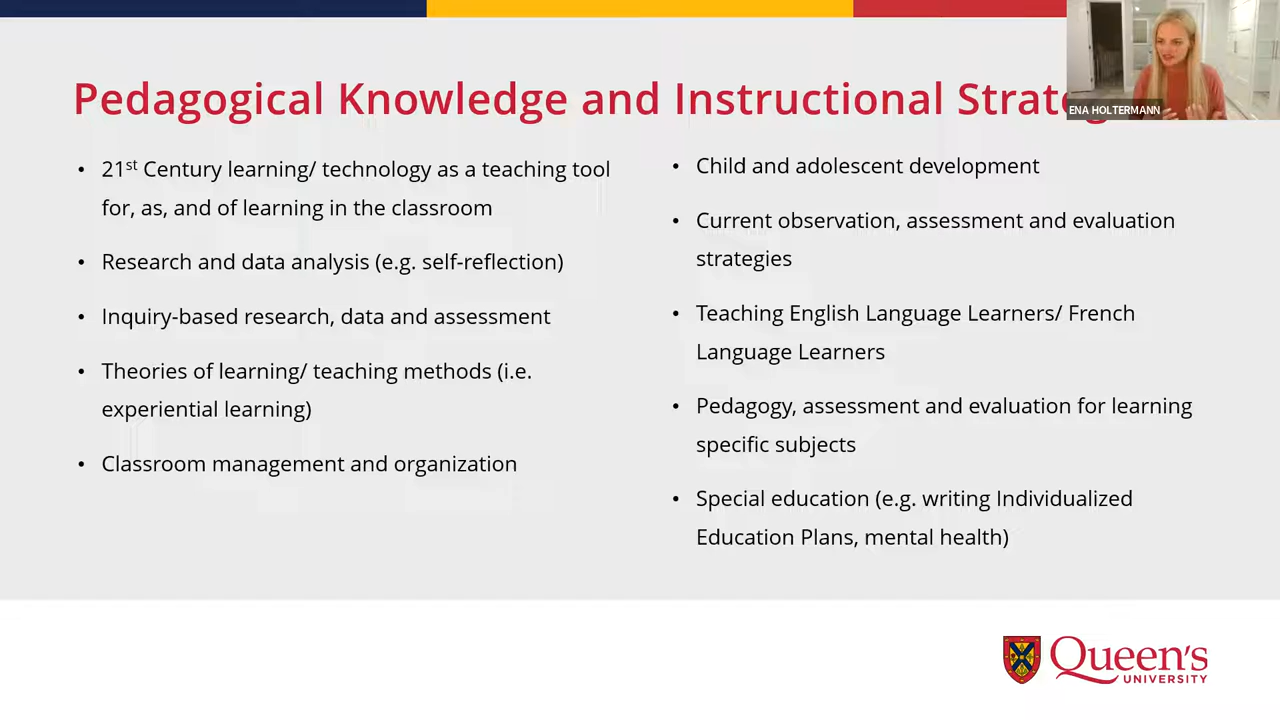 Pedagogical Knowledge and Instructional
ENA HOLTERMANN
• 21st Century learning/ technology as a teaching tool
for, as, and of learning in the classroom
• Research and data analysis (e.g. self-reflection)
• Inquiry-based research, data and assessment
• Theories of learning/ teaching methods (i.e.
experiential learning)
• Classroom management and organization
• Child and adolescent development
• Current observation, assessment and evaluation
strategies
• Teaching English Language Learners/ French
Language Learners
• Pedagogy, assessment and evaluation for learning
specific subjects
• Special education (e.g. writing Individualized
Education Plans, mental health)
Queen's
UNIVERSITY